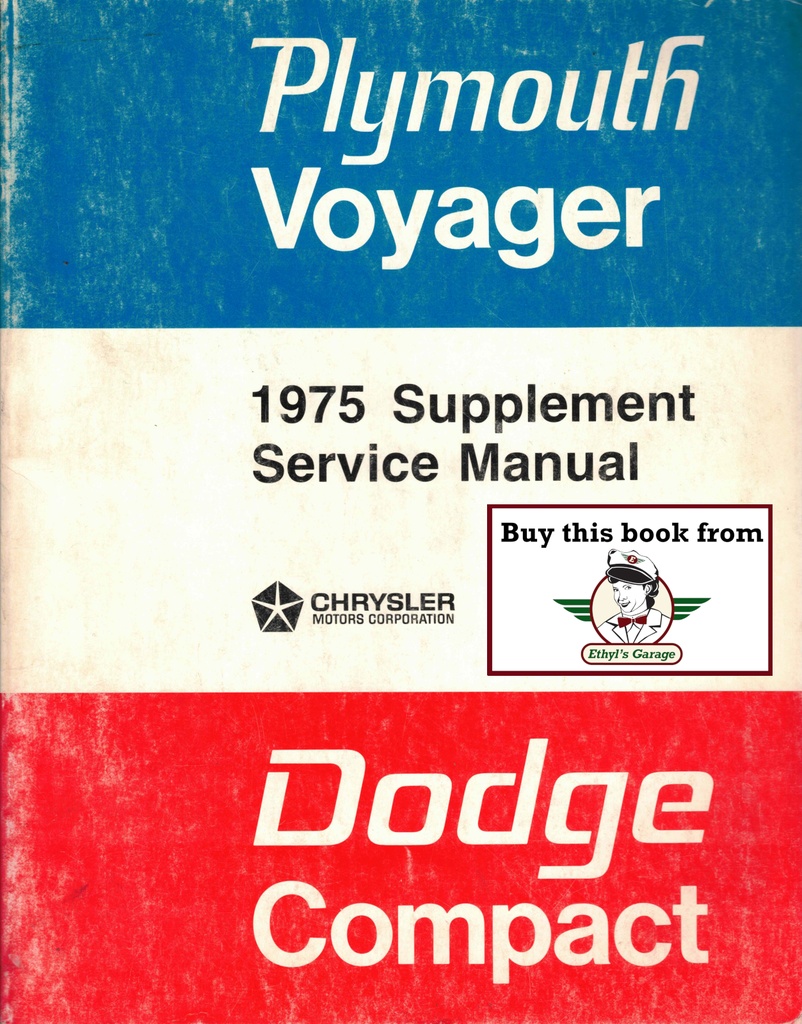 Plymouth
Voyager
1975 Supplement
Service Manual
Buy this book from
E
Ethyl's Garage
CHRYSLER
MOTORS CORPORATION
Dodge
Compact